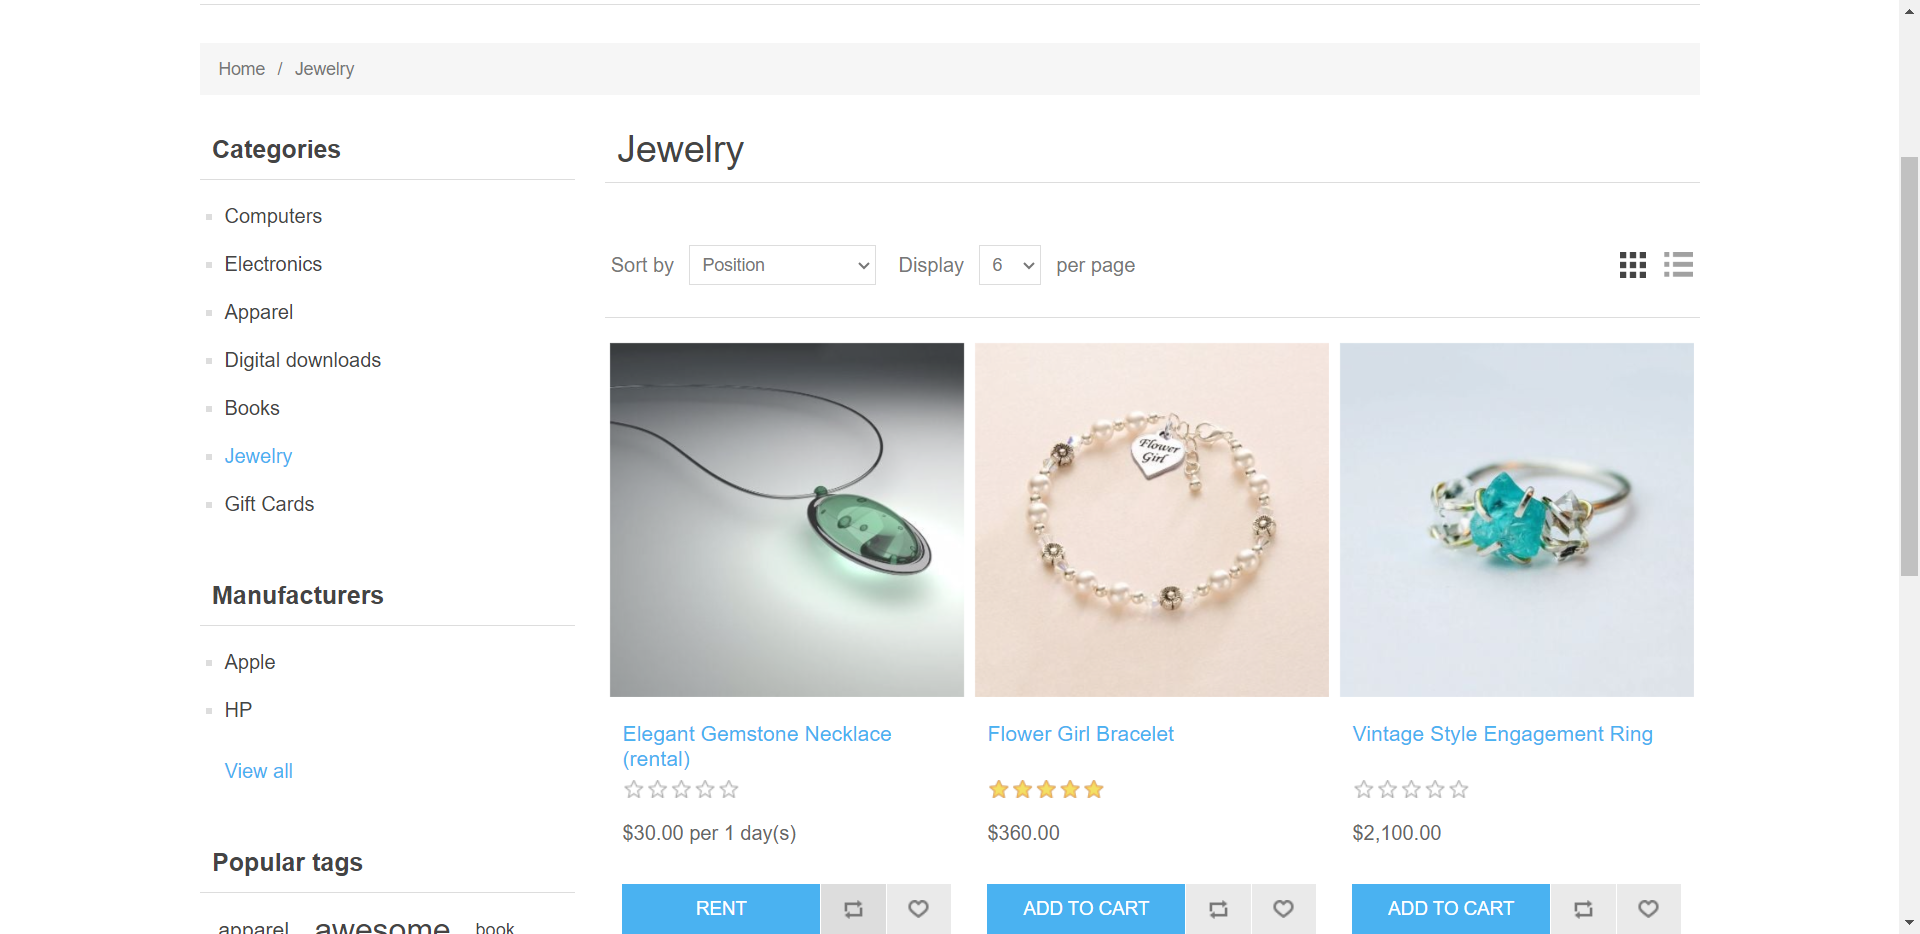 Home / Jewelry
Categories
Computers
Electronics
Apparel
Digital downloads
Books
Jewelry
Gift Cards
Manufacturers
Apple
HP
View all
Popular tags
apparel awesome book
Jewelry
Sort by Position Display 6 per page
Flower
Girl
Elegant Gemstone Necklace
(rental)
$30.00 per 1 day(s)
RENT
Flower Girl Bracelet
$360.00
ADD TO CART
Vintage Style Engagement Ring
$2,100.00
ADD TO CART